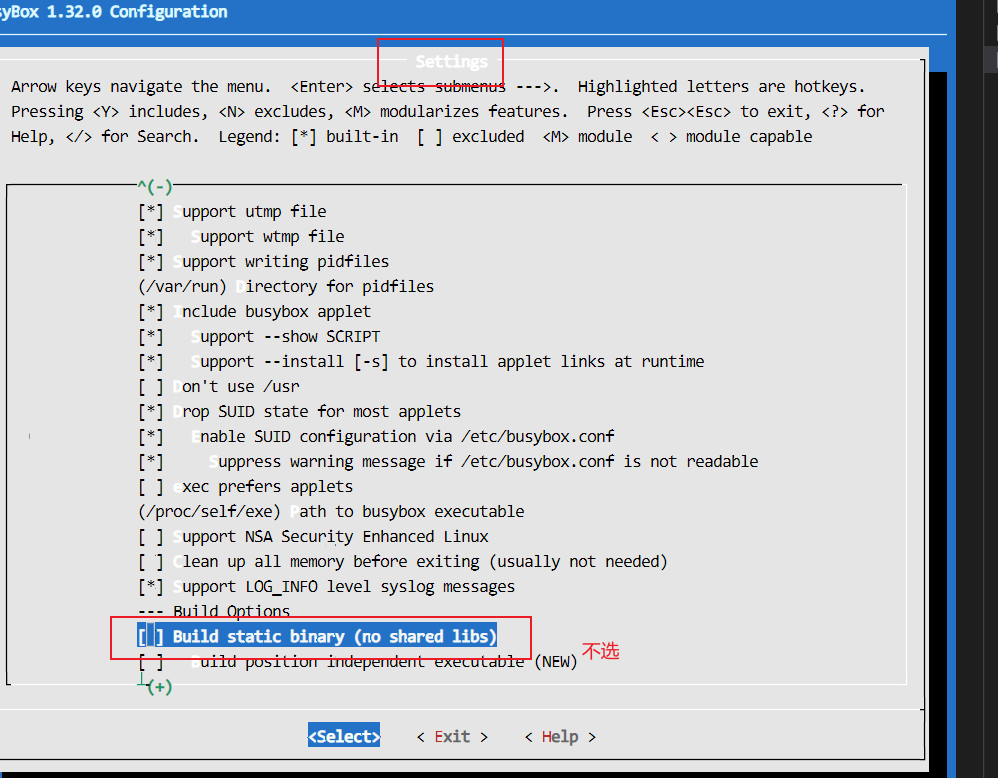 syBox 1.32.0 Configuration
Settings
Arrow keys navigate the menu. <Enter> selects submenus --->. Highlighted letters are hotkeys.
Pressing <Y> includes, <N> excludes, <M> modularizes features. Press <Esc><Esc> to exit, <?> for
Help, </> for Search. Legend: [*] built-in [ ] excluded <M> module < > module capable
^(-)
[*] Support utmp file
[*] Support wtmp file
[*] Support writing pidfiles
(/var/run) Directory for pidfiles
[*] Include busybox applet
[*] Support --show SCRIPT
[*] Support --install [-s] to install applet links at runtime
[ ] Don't use /usr
[*] Drop SUID state for most applets
[*] Enable SUID configuration via /etc/busybox.conf
[*] Suppress warning message if /etc/busybox.conf is not readable
[ ] exec prefers applets
(/proc/self/exe) Path to busybox executable
[ ] Support NSA Security Enhanced Linux
[ ] Clean up all memory before exiting (usually not needed)
[*] Support LOG_INFO level syslog messages
--- Build Options
[ ] Build static binary (no shared libs)
[ ] Build position independent executable (NEW) 不选
(+)
<Select> < Exit > < Help >